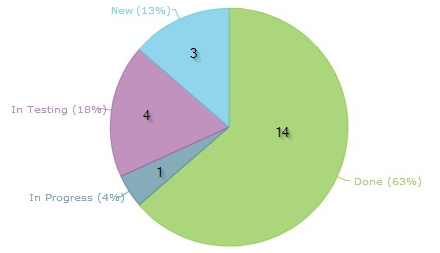 New (13%)
3
In Testing (18%)
4
14
1
Done (63%)
In Progress (4%)